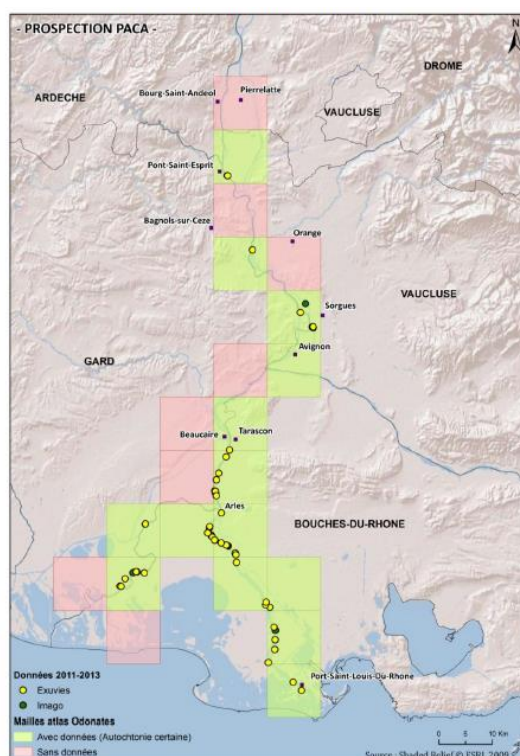 - PROSPECTION PACA -
N
DROME
ARDECHE
Bourg-Saint-Andeol
Pierrelatte
VAUCLUSE
Pont-Saint-Esprit
Bagnols-sur-Ceze
Orange
VAUCLUSE
Sorgues
GARD
Avignon
Beaucaire
Tarascon
Arles
BOUCHES-DU-RHONE
Port-Saint-Louis-Du-Rhone
Données 2011-2013
Exuvies
Imago
Mailles atlas Odonates
Avec données (Autochtonie certaine)
Sans données
0 5 10 Km
Source : Shaded Relief © ESRI, 2009